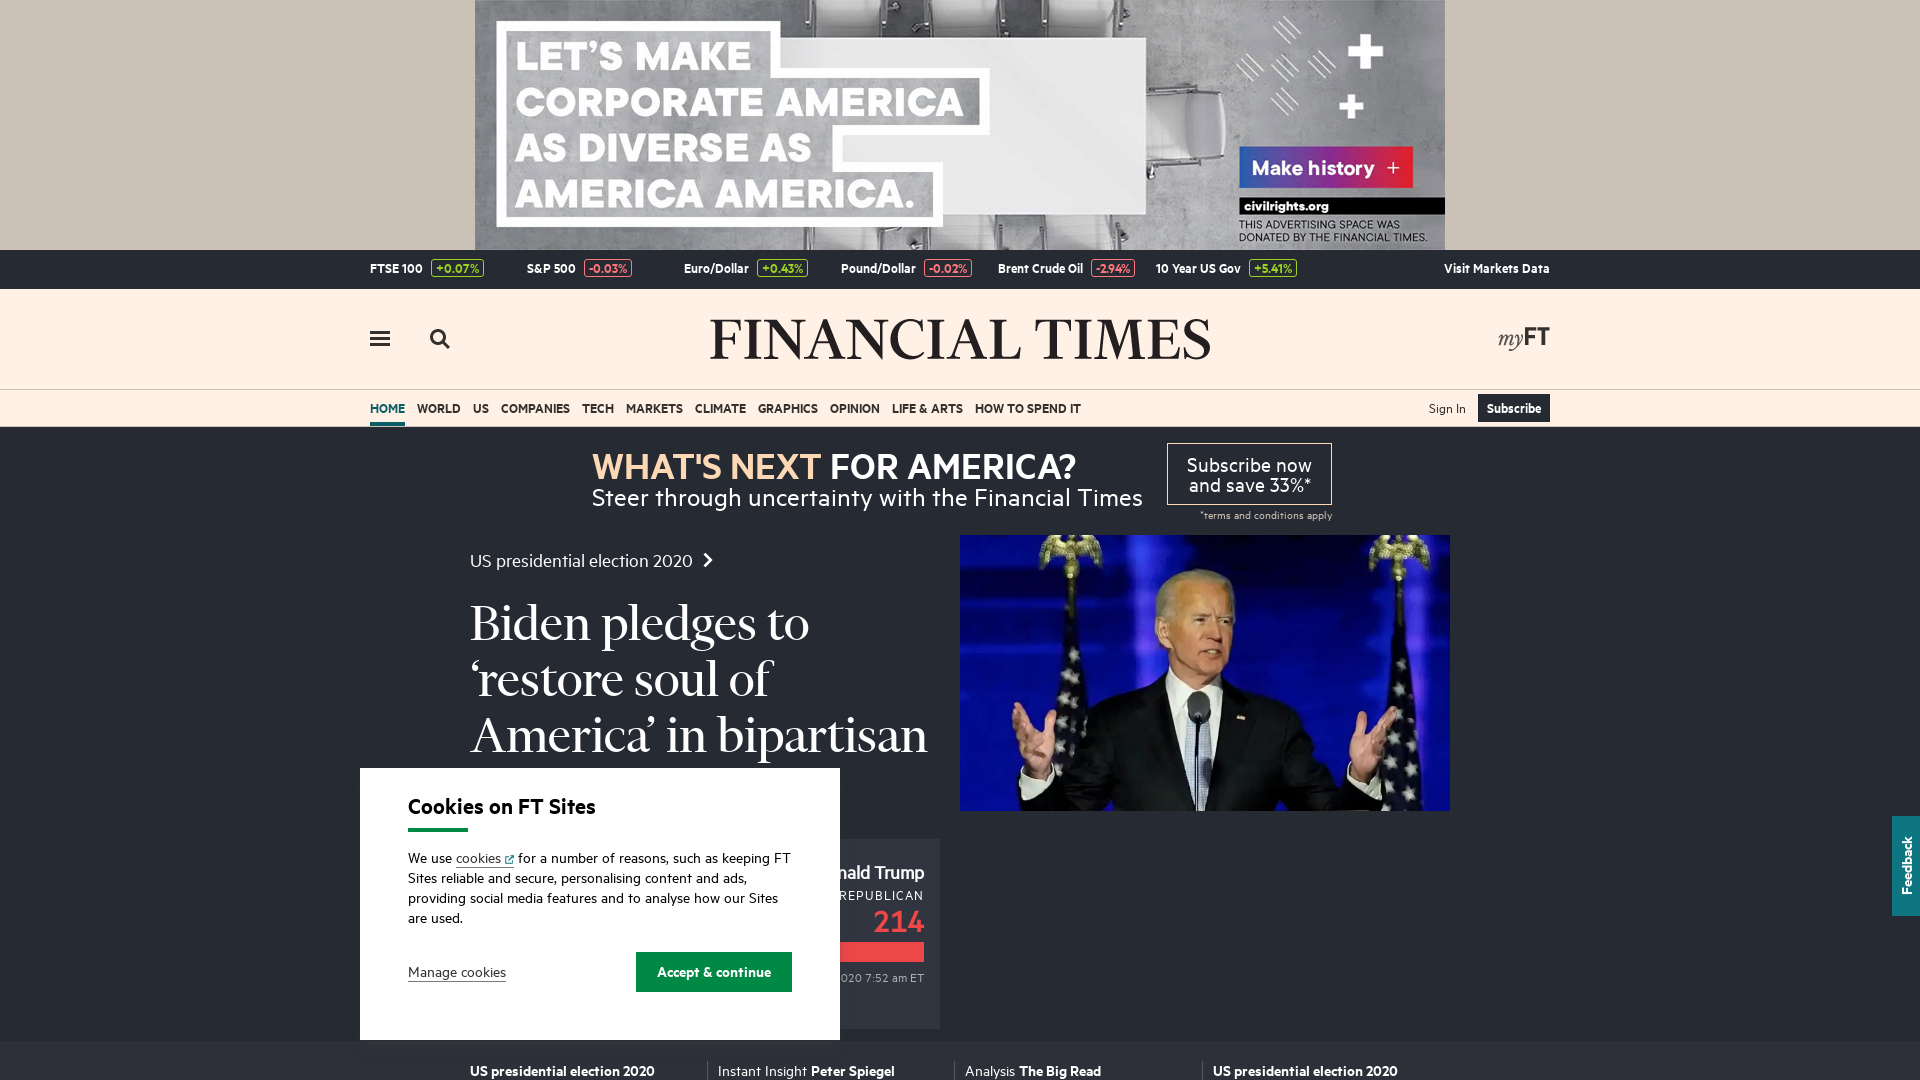 LET'S MAKE
CORPORATE AMERICA
AS DIVERSE AS
AMERICA AMERICA.
Make history +
civilrights.org
THIS ADVERTISING SPACE WAS
DONATED BY THE FINANCIAL TIMES.
FTSE 100 +0.07% S&P 500 -0.03% Euro/Dollar +0.43% Pound/Dollar -0.02% Brent Crude Oil -2.94% 10 Year US Gov +5.41% Visit Markets Data
FINANCIAL TIMES
myFT
HOME WORLD US COMPANIES TECH MARKETS CLIMATE GRAPHICS OPINION LIFE & ARTS HOW TO SPEND IT Sign In Subscribe
WHAT'S NEXT FOR AMERICA?
Steer through uncertainty with the Financial Times
Subscribe now
and save 33%*
*terms and conditions apply
US presidential election 2020
Biden pledges to
‘restore soul of
America’ in bipartisan
Cookies on FT Sites
We use cookies for a number of reasons, such as keeping FT
Sites reliable and secure, personalising content and ads,
providing social media features and to analyse how our Sites
are used.
Manage cookies
Accept & continue
nald Trump
REPUBLICAN
214
020 7:52 am ET
Feedback
US presidential election 2020
Instant Insight Peter Spiegel
Analysis The Big Read
US presidential election 2020